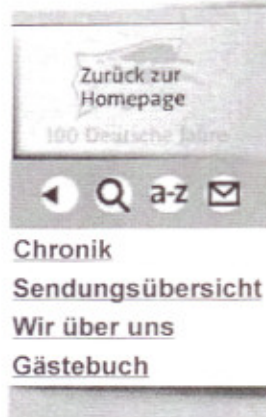 Zurück zur
Homepage
100 Deutsche Jahre
a-z
Chronik
Sendungsübersicht
Wir über uns
Gästebuch